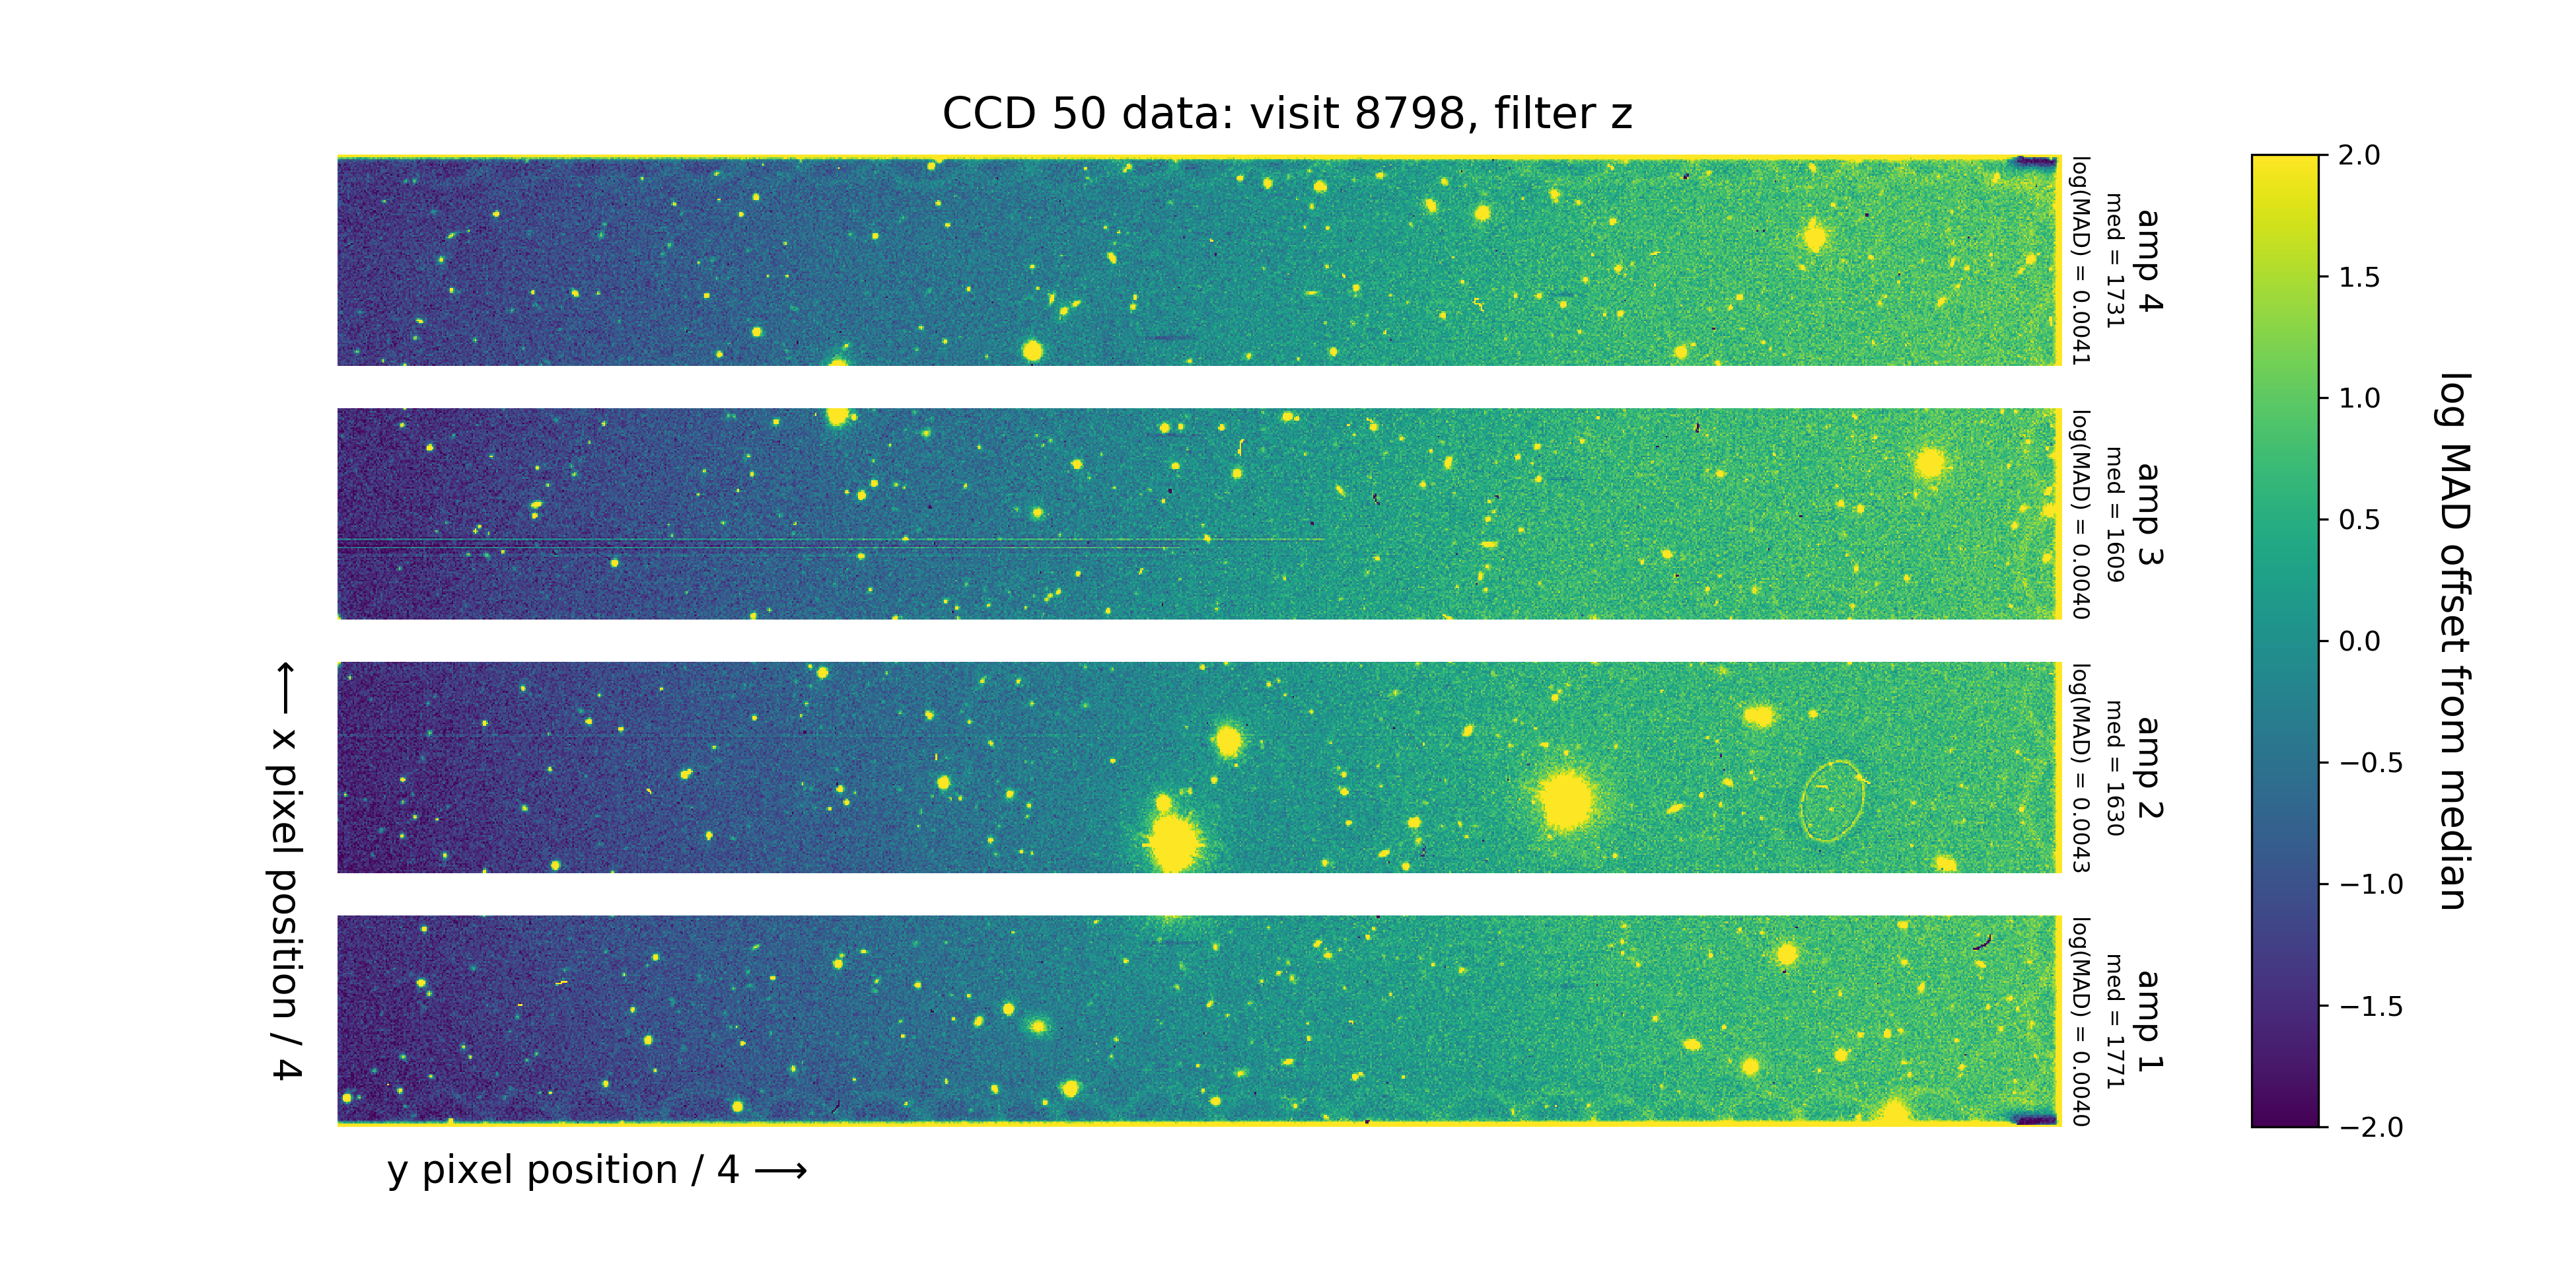 CCD 50 data: visit 8798, filter z
amp 4
med = 1731
log(MAD) = 0.0041
amp 3
med = 1609
log(MAD) = 0.0040
amp 2
med = 1630
log(MAD) = 0.0043
amp 1
med = 1771
log(MAD) = 0.0040
⟵ x pixel position / 4
y pixel position / 4 ⟶
2.0
1.5
1.0
0.5
0.0
−0.5
−1.0
−1.5
−2.0
log MAD offset from median